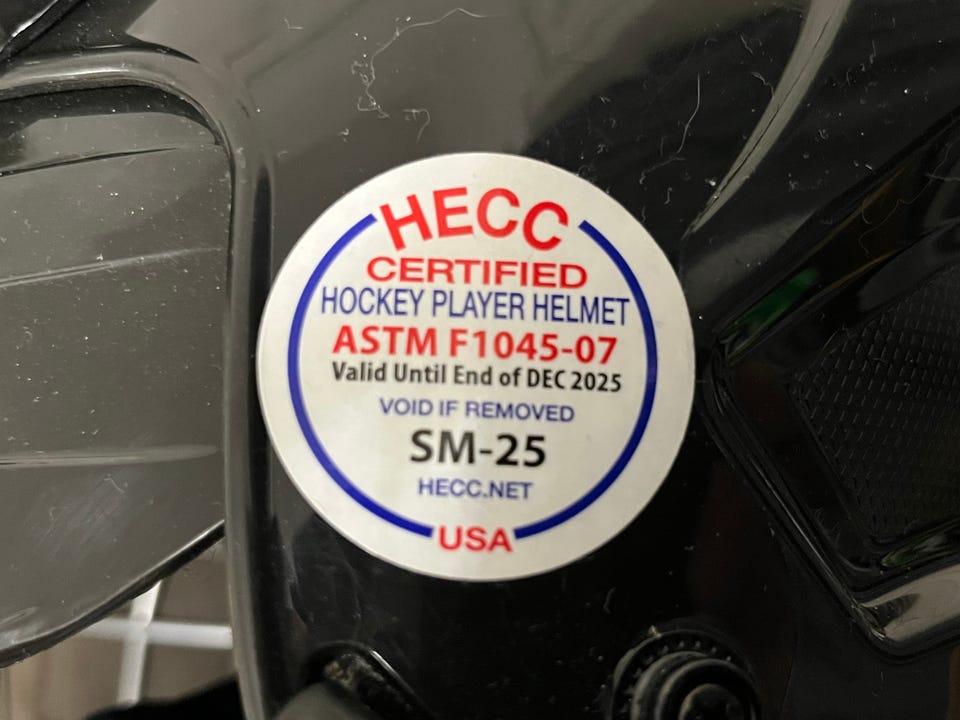 HECC
CERTIFIED
HOCKEY PLAYER HELMET
ASTM F1045-07
Valid Until End of DEC 2025
VOID IF REMOVED
SM-25
HECC.NET
USA